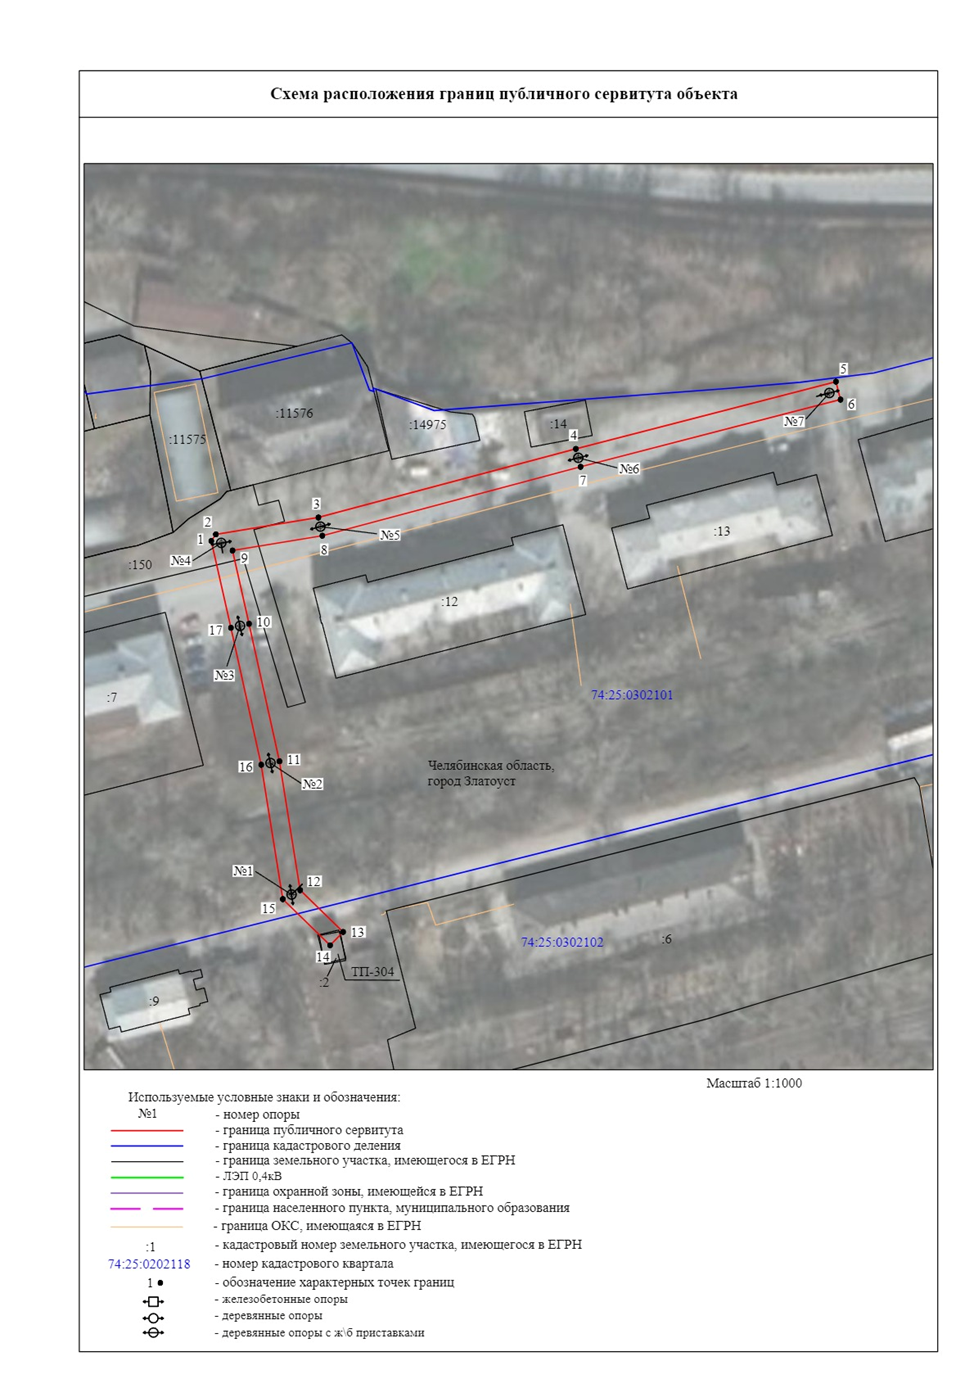 Схема расположения границ публичного сервитута объекта
5
6
№7
:11576
:14975
:14
:11575
4
№6
7
3
2
1
№5
8
№4
9
:150
:13
:12
17
10
№3
:7
74:25:0302101
16
11
№2
Челябинская область,
город Златоуст
№1
12
15
13
14
ТП-304
:2
74:25:0302102
:6
:9
Масштаб 1:1000
Используемые условные знаки и обозначения:
№1 - номер опоры
- граница публичного сервитута
- граница кадастрового деления
- граница земельного участка, имеющегося в ЕГРН
- ЛЭП 0,4кВ
- граница охранной зоны, имеющейся в ЕГРН
- граница населенного пункта, муниципального образования
- граница ОКС, имеющаяся в ЕГРН
:1 - кадастровый номер земельного участка, имеющегося в ЕГРН
74:25:0202118 - номер кадастрового квартала
1 - обозначение характерных точек границ
- железобетонные опоры
- деревянные опоры
- деревянные опоры с ж\б приставками